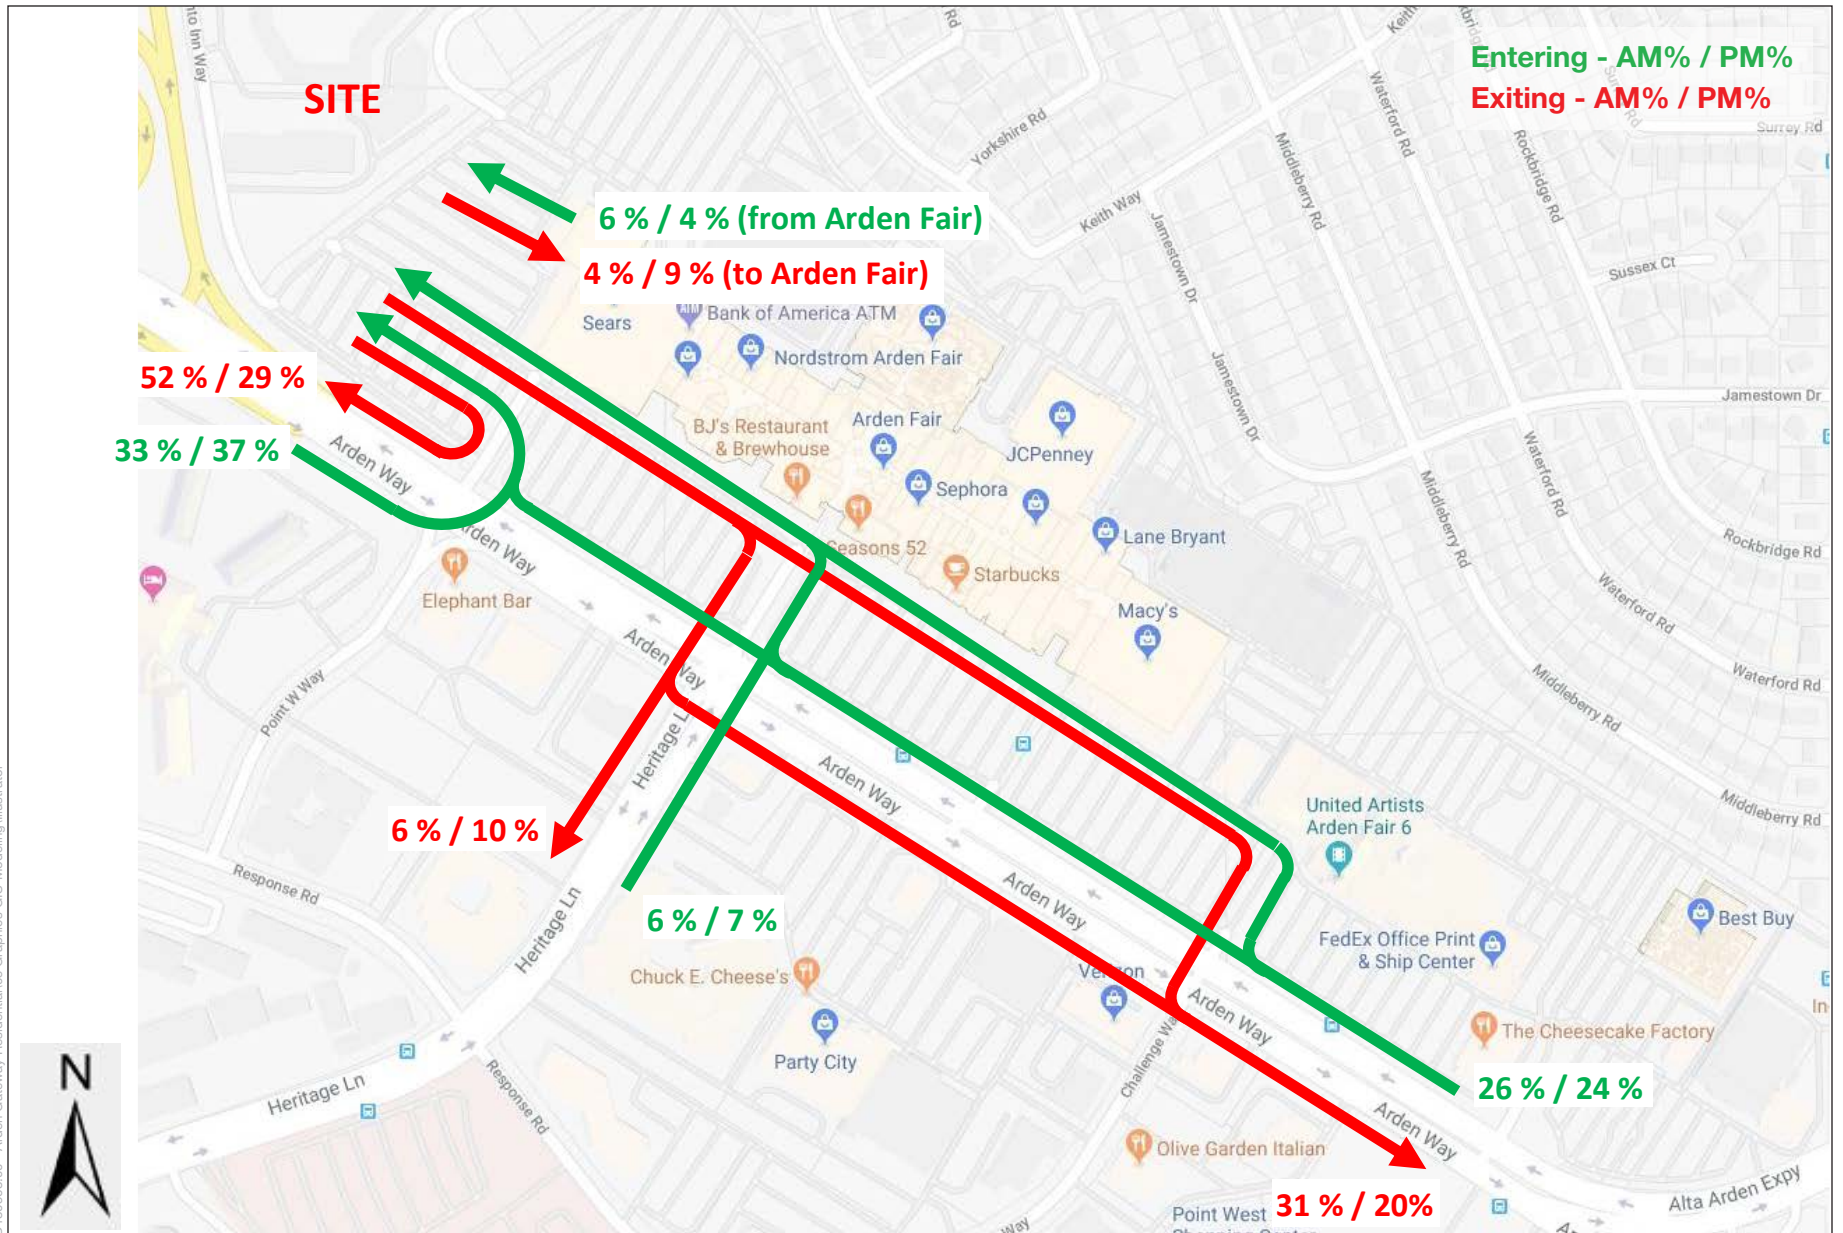 Entering - AM% / PM%
Exiting - AM% / PM%
SITE
Yorkshire Rd
Keith Way
Middleberry Rd
Waterford Rd
Rockbridge Rd
Surrey Rd
Sussex Ct
Jamestown Dr
Jamestown Dr
Jamestown Dr
6 % / 4 % (from Arden Fair)
4 % / 9 % (to Arden Fair)
Sears
Bank of America ATM
ATM
Nordstrom Arden Fair
52 % / 29 %
33 % / 37 %
Arden Way
BJ's Restaurant
& Brewhouse
Arden Fair
JCPenney
Sephora
Lane Bryant
Seasons 52
Starbucks
Macy's
Arden Way
Elephant Bar
Arden Way
Point W Way
Heritage Ln
Middleberry Rd
Waterford Rd
Rockbridge Rd
Waterford Rd
Waterford Rd
Middleberry Rd
Middleberry Rd
Arden Way
United Artists
Arden Fair 6
6 % / 10 %
6 % / 7 %
Response Rd
Heritage Ln
Arden Way
Best Buy
FedEx Office Print
& Ship Center
Chuck E. Cheese's
Verizon
Arden Way
The Cheesecake Factory
Party City
Challenge Wa
26 % / 24 %
N
Heritage Ln
Response Rd
Arden Way
Olive Garden Italian
Alta Arden Expy
31 % / 20%
Point West
Way